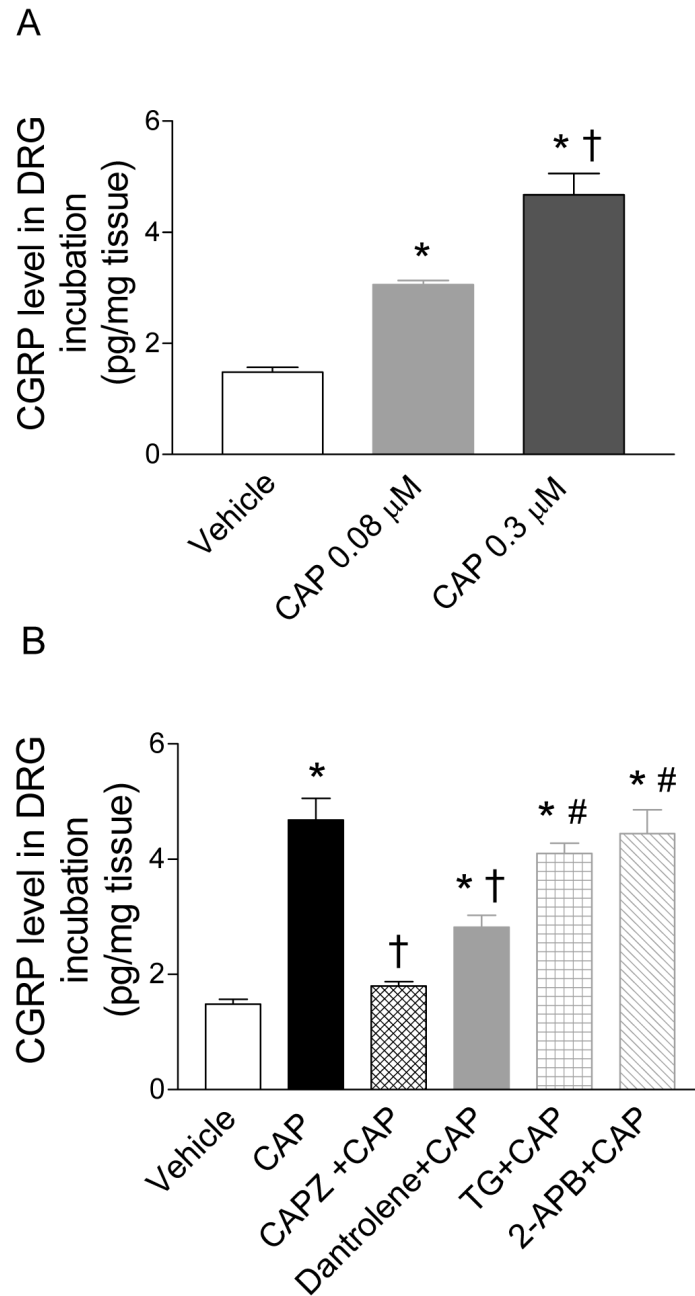 A
CGRP level in DRG
incubation
(pg/mg tissue)
6
4
2
0
*
* †
Vehicle
CAP 0.08 μM
CAP 0.3 μM
B
CGRP level in DRG
incubation
(pg/mg tissue)
6
4
2
0
*
†
* †
* #
* #
Vehicle
CAP
CAPZ +CAP
Dantrolene+CAP
TG+CAP
2-APB+CAP